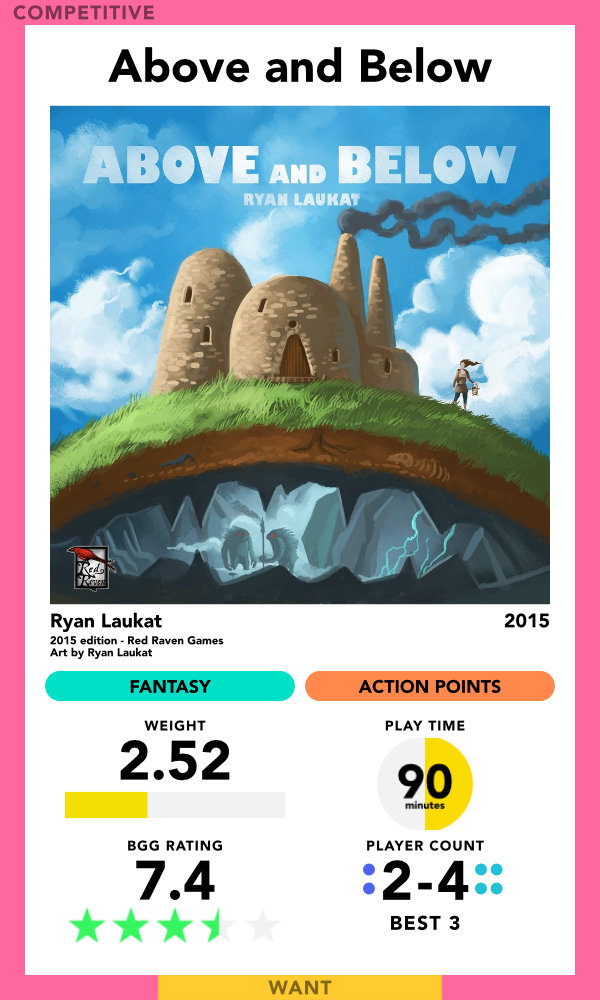 COMPETITIVE
Above and Below
ABOVE AND BELOW
RYAN LAUKAT
Red
Raven
Ryan Laukat 2015
2015 edition - Red Raven Games
Art by Ryan Laukat
FANTASY ACTION POINTS
WEIGHT PLAY TIME
2.52 90
minutes
BGG RATING PLAYER COUNT
7.4 2-4
BEST 3
WANT